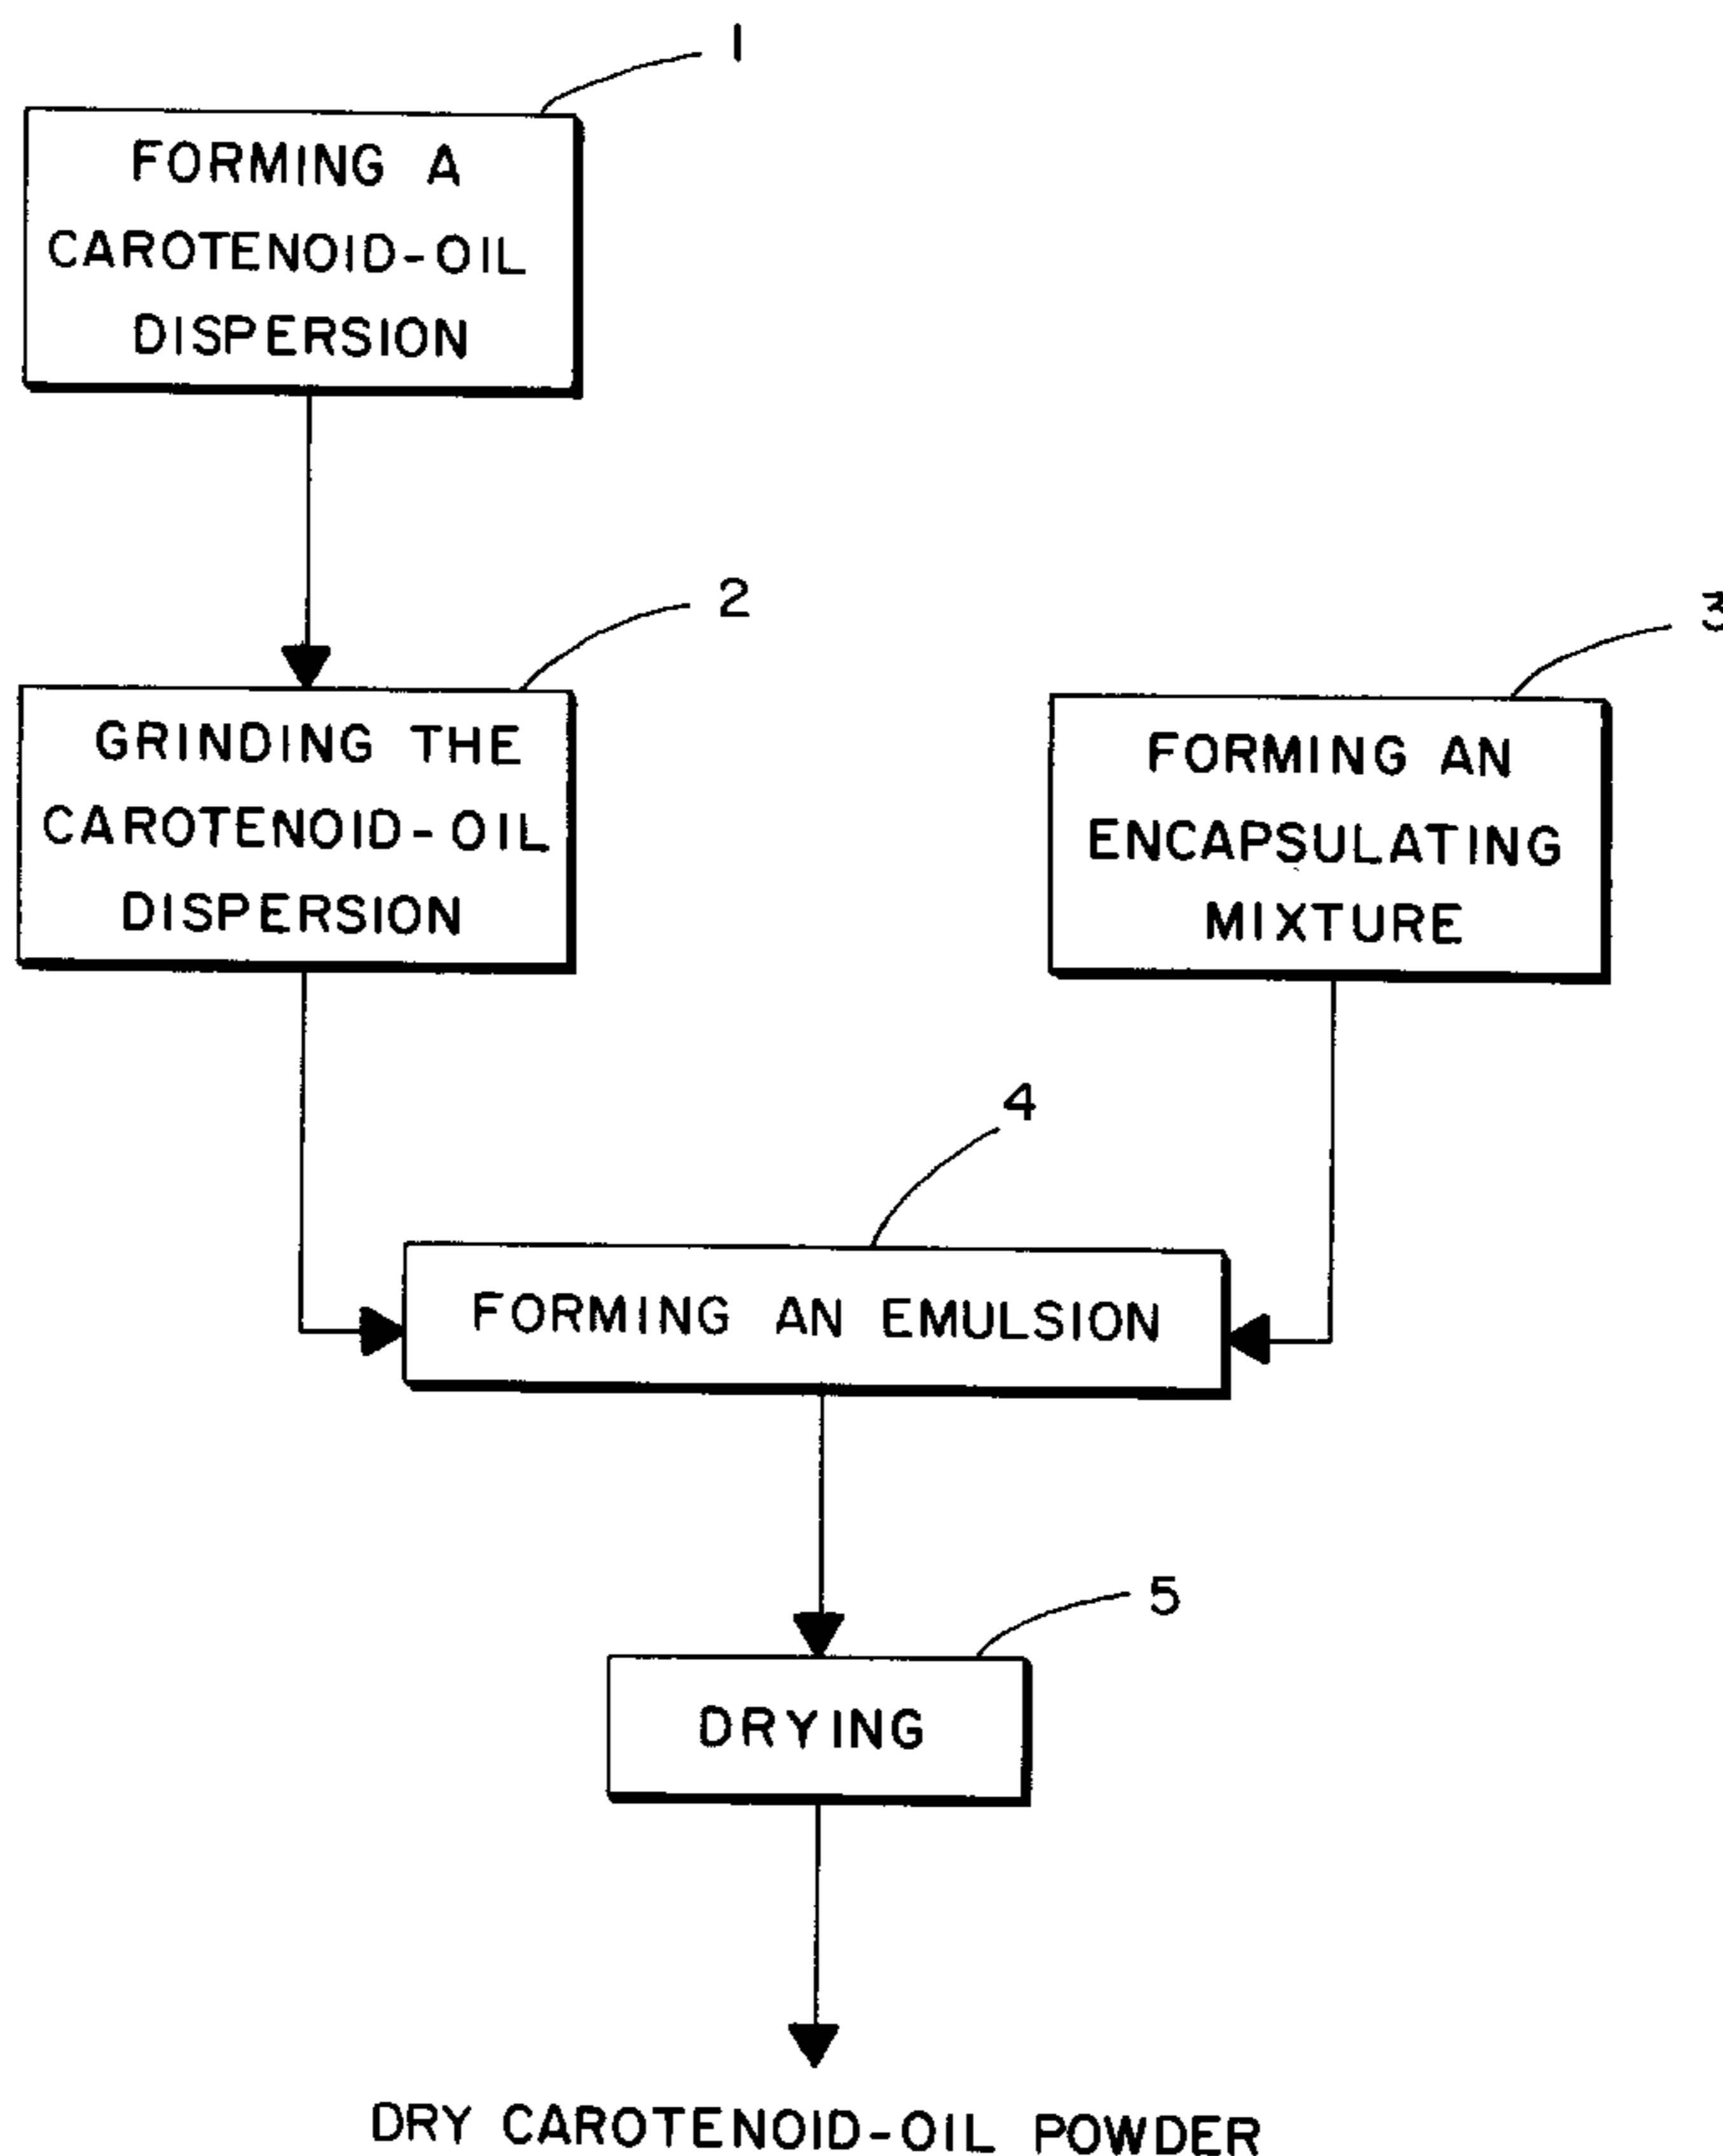 1
FORMING A
CAROTENOID-OIL
DISPERSION
2
GRINDING THE
CAROTENOID-OIL
DISPERSION
3
FORMING AN
ENCAPSULATING
MIXTURE
4
FORMING AN EMULSION
5
DRYING
DRY CAROTENOID-OIL POWDER